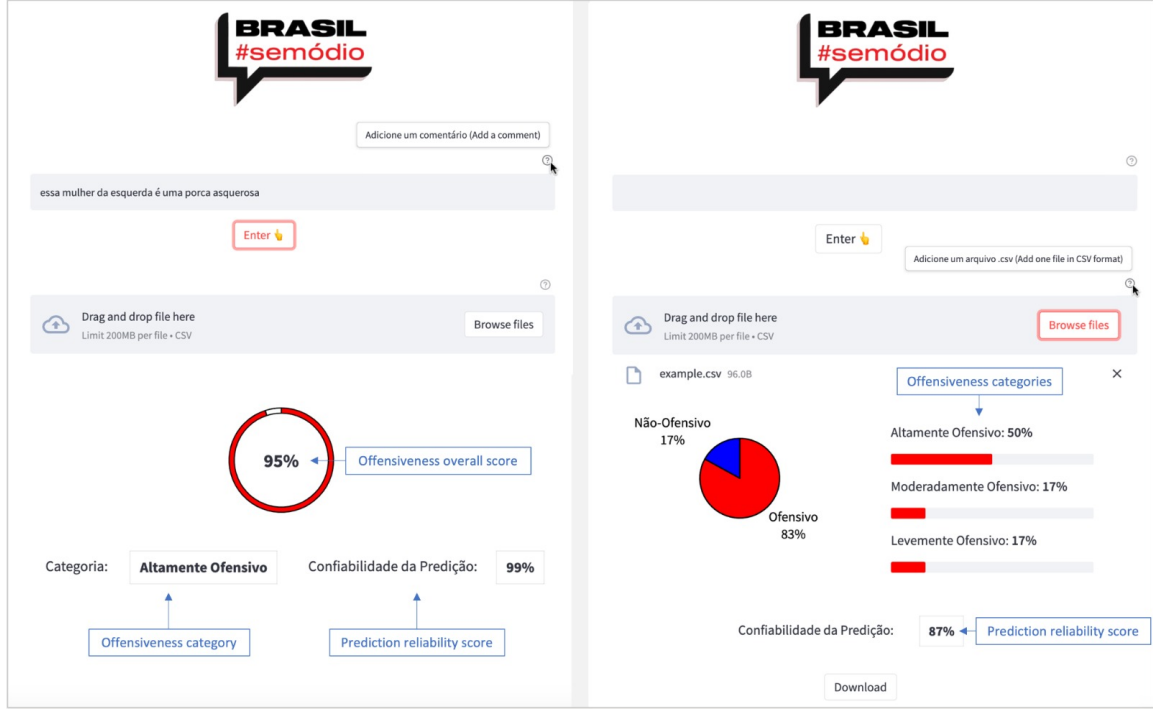 BRASIL
#semódio
Adicione um comentário (Add a comment)
essa mulher da esquerda é uma porca asquerosa
Enter
Drag and drop file here
Limit 200MB per file • CSV
Browse files
95%
Offensiveness overall score
Categoria:
Altamente Ofensivo
Confiabilidade da Predição:
99%
Offensiveness category
Prediction reliability score
BRASIL
#semódio
Enter
Adicione um arquivo .csv (Add one file in CSV format)
Drag and drop file here
Limit 200MB per file • CSV
Browse files
example.csv 96.0B
Offensiveness categories
Não-Ofensivo
17%
Ofensivo
83%
Altamente Ofensivo: 50%
Moderadamente Ofensivo: 17%
Levemente Ofensivo: 17%
Confiabilidade da Predição:
87%
Prediction reliability score
Download